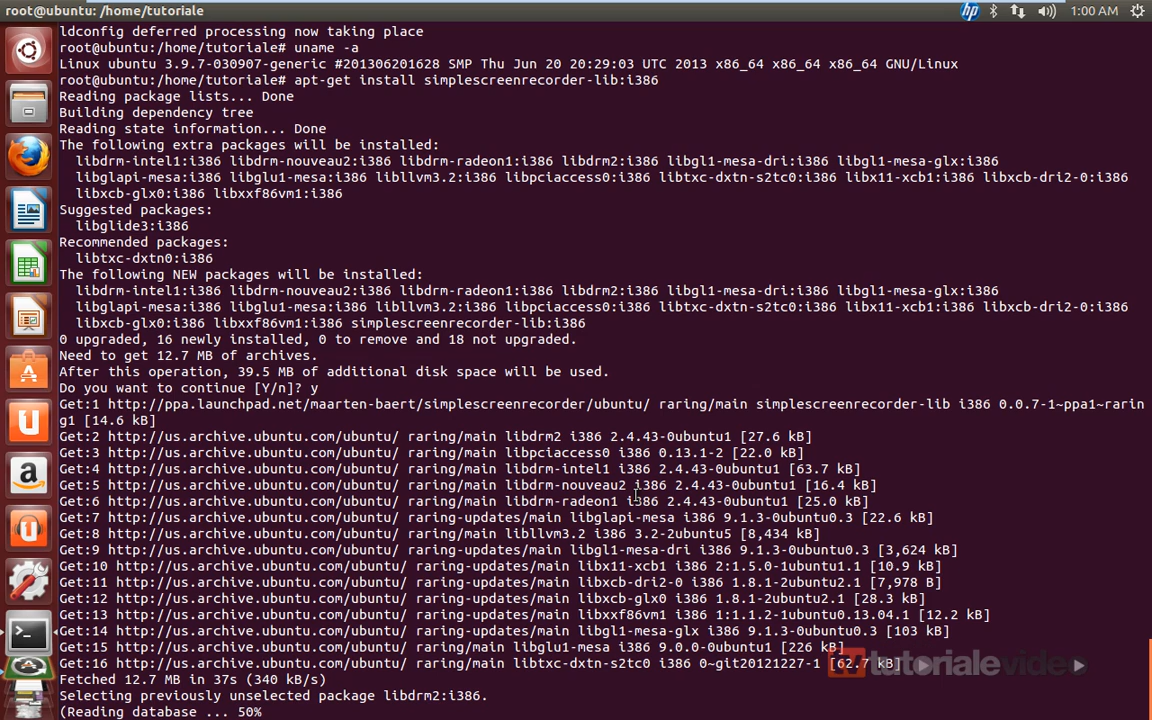 root@ubuntu: /home/tutoriale
1:00 AM
ldconfig deferred processing now taking place
root@ubuntu:/home/tutoriale# uname -a
Linux ubuntu 3.9.7-030907-generic #201306201628 SMP Thu Jun 20 20:29:03 UTC 2013 x86_64 x86_64 x86_64 GNU/Linux
root@ubuntu:/home/tutoriale# apt-get install simplescreenrecorder-lib:i386
Reading package lists... Done
Building dependency tree
Reading state information... Done
The following extra packages will be installed:
libdrm-intel1:i386 libdrm-nouveau2:i386 libdrm-radeon1:i386 libdrm2:i386 libgl1-mesa-dri:i386 libgl1-mesa-glx:i386
libglapi-mesa:i386 libglu1-mesa:i386 libllvm3.2:i386 libpciaccess0:i386 libtxc-dxtn-s2tc0:i386 libx11-xcb1:i386 libxcb-dri2-0:i386
libxcb-glx0:i386 libxxf86vm1:i386
Suggested packages:
libglide3:i386
Recommended packages:
libtxc-dxtn0:i386
The following NEW packages will be installed:
libdrm-intel1:i386 libdrm-nouveau2:i386 libdrm-radeon1:i386 libdrm2:i386 libgl1-mesa-dri:i386 libgl1-mesa-glx:i386
libglapi-mesa:i386 libglu1-mesa:i386 libllvm3.2:i386 libpciaccess0:i386 libtxc-dxtn-s2tc0:i386 libx11-xcb1:i386 libxcb-dri2-0:i386
libxcb-glx0:i386 libxxf86vm1:i386 simplescreenrecorder-lib:i386
0 upgraded, 16 newly installed, 0 to remove and 18 not upgraded.
Need to get 12.7 MB of archives.
After this operation, 39.5 MB of additional disk space will be used.
Do you want to continue [Y/n]? y
Get:1 http://ppa.launchpad.net/maarten-baert/simplescreenrecorder/ubuntu/ raring/main simplescreenrecorder-lib i386 0.0.7-1~ppa1~rarin
g1 [14.6 kB]
Get:2 http://us.archive.ubuntu.com/ubuntu/ raring/main libdrm2 i386 2.4.43-0ubuntu1 [27.6 kB]
Get:3 http://us.archive.ubuntu.com/ubuntu/ raring/main libpciaccess0 i386 0.13.1-2 [22.0 kB]
Get:4 http://us.archive.ubuntu.com/ubuntu/ raring/main libdrm-intel1 i386 2.4.43-0ubuntu1 [63.7 kB]
Get:5 http://us.archive.ubuntu.com/ubuntu/ raring/main libdrm-nouveau2 i386 2.4.43-0ubuntu1 [16.4 kB]
Get:6 http://us.archive.ubuntu.com/ubuntu/ raring/main libdrm-radeon1 i386 2.4.43-0ubuntu1 [25.0 kB]
Get:7 http://us.archive.ubuntu.com/ubuntu/ raring-updates/main libglapi-mesa i386 9.1.3-0ubuntu0.3 [22.6 kB]
Get:8 http://us.archive.ubuntu.com/ubuntu/ raring/main libllvm3.2 i386 3.2-2ubuntu5 [8,434 kB]
Get:9 http://us.archive.ubuntu.com/ubuntu/ raring-updates/main libgl1-mesa-dri i386 9.1.3-0ubuntu0.3 [3,624 kB]
Get:10 http://us.archive.ubuntu.com/ubuntu/ raring-updates/main libx11-xcb1 i386 2:1.5.0-1ubuntu1.1 [10.9 kB]
Get:11 http://us.archive.ubuntu.com/ubuntu/ raring-updates/main libxcb-dri2-0 i386 1.8.1-2ubuntu2.1 [7,978 B]
Get:12 http://us.archive.ubuntu.com/ubuntu/ raring-updates/main libxcb-glx0 i386 1.8.1-2ubuntu2.1 [28.3 kB]
Get:13 http://us.archive.ubuntu.com/ubuntu/ raring-updates/main libxxf86vm1 i386 1:1.1.2-1ubuntu0.13.04.1 [12.2 kB]
Get:14 http://us.archive.ubuntu.com/ubuntu/ raring-updates/main libgl1-mesa-glx i386 9.1.3-0ubuntu0.3 [103 kB]
Get:15 http://us.archive.ubuntu.com/ubuntu/ raring/main libglu1-mesa i386 9.0.0-0ubuntu1 [226 kB]
Get:16 http://us.archive.ubuntu.com/ubuntu/ raring/main libtxc-dxtn-s2tc0 i386 0~git20121227-1 [62.7 kB]
tv tutorialevideo
Fetched 12.7 MB in 37s (340 kB/s)
Selecting previously unselected package libdrm2:i386.
(Reading database ... 50%